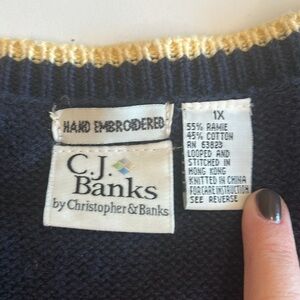 HAND EMBROIDERED
C.J.
Banks
by Christopher & Banks
1X
55% RAMIE
45% COTTON
RN 63823
LOOPED AND
STITCHED IN
HONG KONG
KNITTED IN CHINA
FOR CARE INSTRUCTION
SEE REVERSE